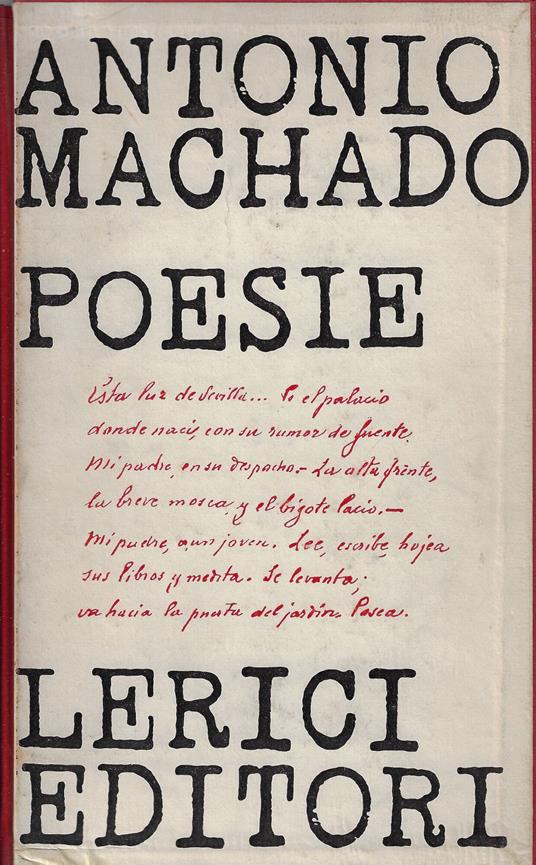 ANTONIO
MACHADO
POESIE
Esta luz de Sevilla... Es el palacio
donde nací, con su rumor de fuente.
Mi padre, en su despacho.- La alta frente,
la breve mosca, y el bigote lacio.—
Mi padre, aun joven. Lee, escribe, hojea
sus libros y medita. Se levanta;
va hacia la puerta del jardín. Pasea.
LERICI
EDITORI